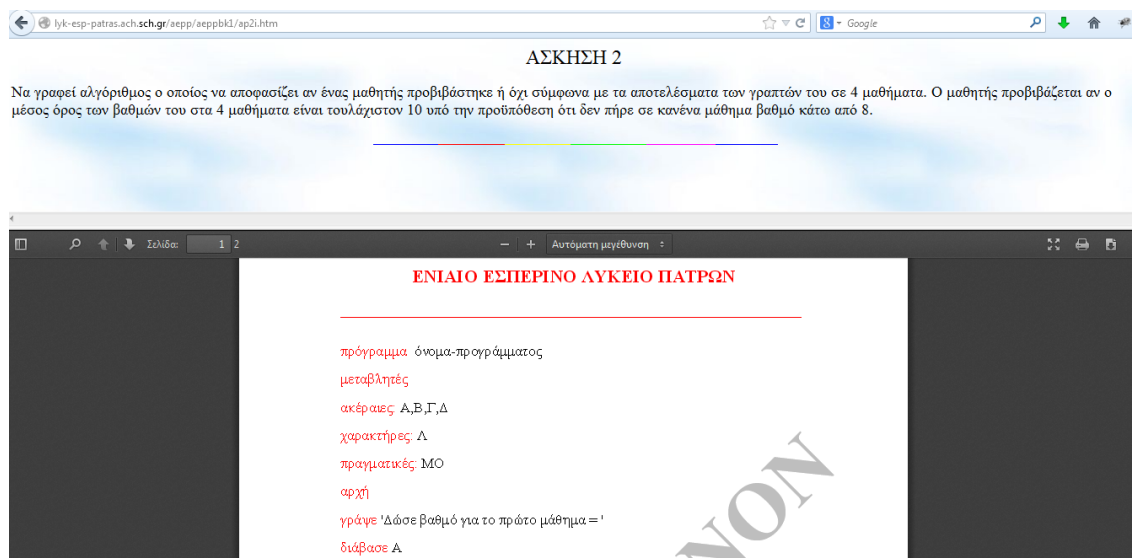 lyk-esp-patras.ach.sch.gr/aepp/aeppbk1/ap2i.htm
8 Google
ΑΣΚΗΣΗ 2
Να γραφεί αλγόριθμος ο οποίος να αποφασίζει αν ένας μαθητής προβιβάστηκε ή όχι σύμφωνα με τα αποτελέσματα των γραπτών του σε 4 μαθήματα. Ο μαθητής προβιβάζεται αν ο
μέσος όρος των βαθμών του στα 4 μαθήματα είναι τουλάχιστον 10 υπό την προϋπόθεση ότι δεν πήρε σε κανένα μάθημα βαθμό κάτω από 8.
Σελίδα: 1 2 Αυτόματη μεγέθυνση
ΕΝΙΑΙΟ ΕΣΠΕΡΙΝΟ ΛΥΚΕΙΟ ΠΑΤΡΩΝ
πρόγραμμα όνομα-προγράμματος
μεταβλητές
ακέραιες: Α,Β,Γ,Δ
χαρακτήρες: Λ
πραγματικές: ΜΟ
αρχή
γράψε 'Δώσε βαθμό για το πρώτο μάθημα = '
διάβασε Α